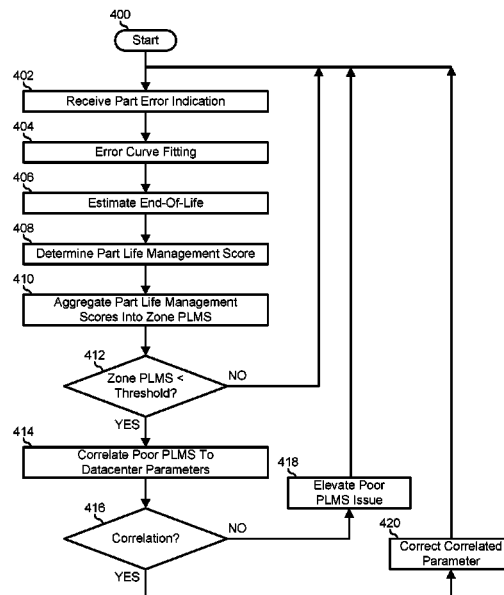 400
Start
402
Receive Part Error Indication
404
Error Curve Fitting
406
Estimate End-Of-Life
408
Determine Part Life Management Score
410
Aggregate Part Life Management
Scores Into Zone PLMS
412
Zone PLMS <
Threshold?
NO
YES
414
Correlate Poor PLMS To
Datacenter Parameters
416
Correlation?
NO
YES
418
Elevate Poor
PLMS Issue
420
Correct Correlated
Parameter